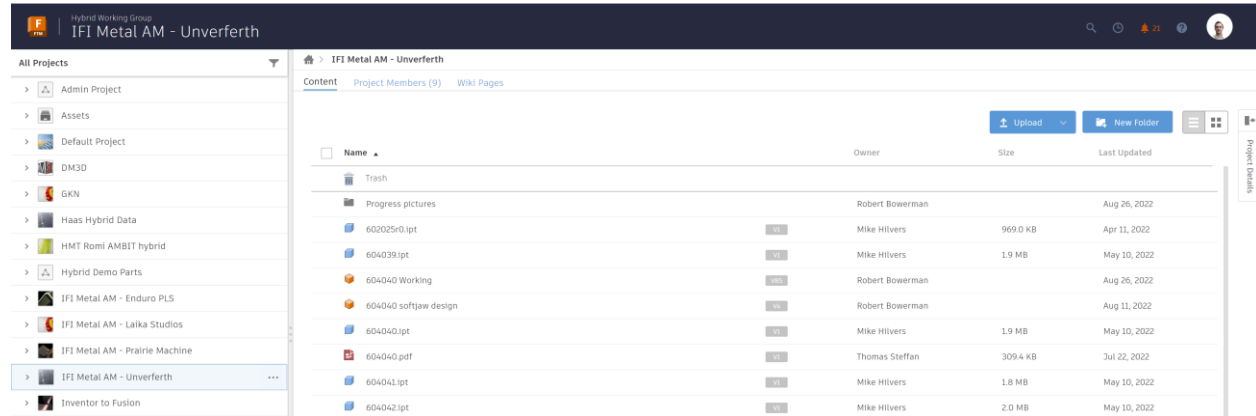 F
FTM
Hybrid Working Group
IFI Metal AM - Unverferth
21
All Projects
Admin Project
Assets
Default Project
DM3D
GKN
Haas Hybrid Data
HMT Romi AMBIT hybrid
Hybrid Demo Parts
IFI Metal AM - Enduro PLS
IFI Metal AM - Laika Studios
IFI Metal AM - Prairie Machine
IFI Metal AM - Unverferth
Inventor to Fusion
IFI Metal AM - Unverferth
Content Project Members (9) Wiki Pages
Upload New Folder
Project Details
Name Owner Size Last Updated
Trash
Progress pictures Robert Bowerman Aug 26, 2022
602025r0.ipt V1 Mike Hilvers 969.0 KB Apr 11, 2022
604039.ipt V1 Mike Hilvers 1.9 MB May 10, 2022
604040 Working V85 Robert Bowerman Aug 26, 2022
604040 softjaw design V4 Robert Bowerman Aug 11, 2022
604040.ipt V1 Mike Hilvers 1.9 MB May 10, 2022
604040.pdf V1 Thomas Steffan 309.4 KB Jul 22, 2022
604041.ipt V1 Mike Hilvers 1.8 MB May 10, 2022
604042.ipt V1 Mike Hilvers 2.0 MB May 10, 2022